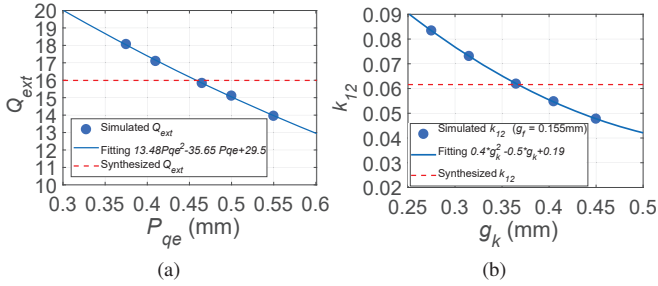 20
19
18
17
16
15
14
13
12
11
10
Q_ext
Simulated Q_ext
Fitting 13.48Pqe²-35.65 Pqe+29.5
Synthesized Q_ext
0.3 0.35 0.4 0.45 0.5 0.55 0.6
P_qe (mm)
(a)
0.09
0.08
0.07
0.06
0.05
0.04
0.03
0.02
k_12
Simulated k_12 (g_f = 0.155mm)
Fitting 0.4*g_k²-0.5*g_k+0.19
Synthesized k_12
0.25 0.3 0.35 0.4 0.45 0.5
g_k (mm)
(b)